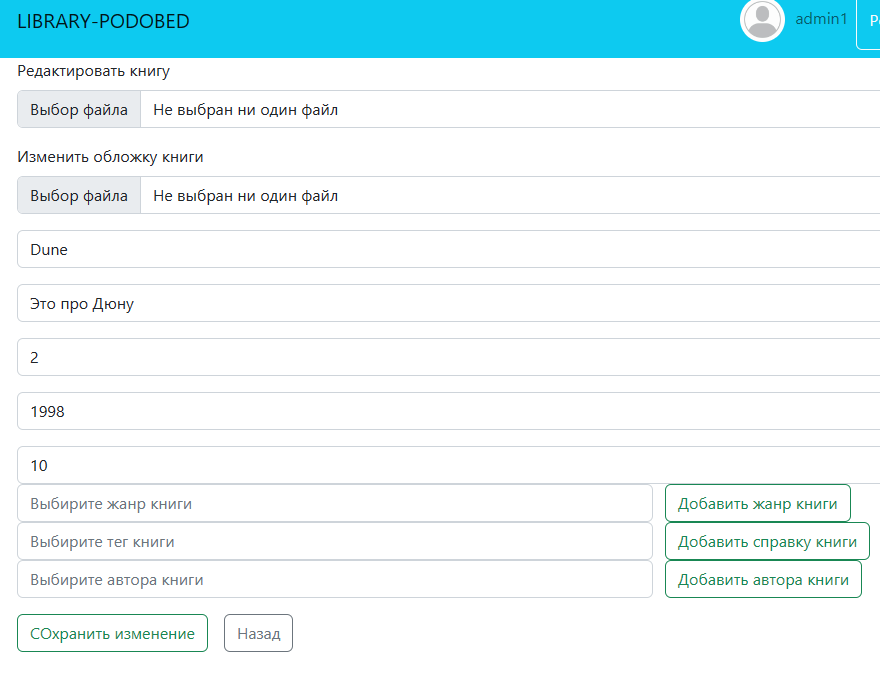 LIBRARY-PODOBED admin1
Редактировать книгу
Выбор файла Не выбран ни один файл
Изменить обложку книги
Выбор файла Не выбран ни один файл
Dune
Это про Дюну
2
1998
10
Выбирите жанр книги Добавить жанр книги
Выбирите тег книги Добавить справку книги
Выбирите автора книги Добавить автора книги
СОхранить изменение Назад